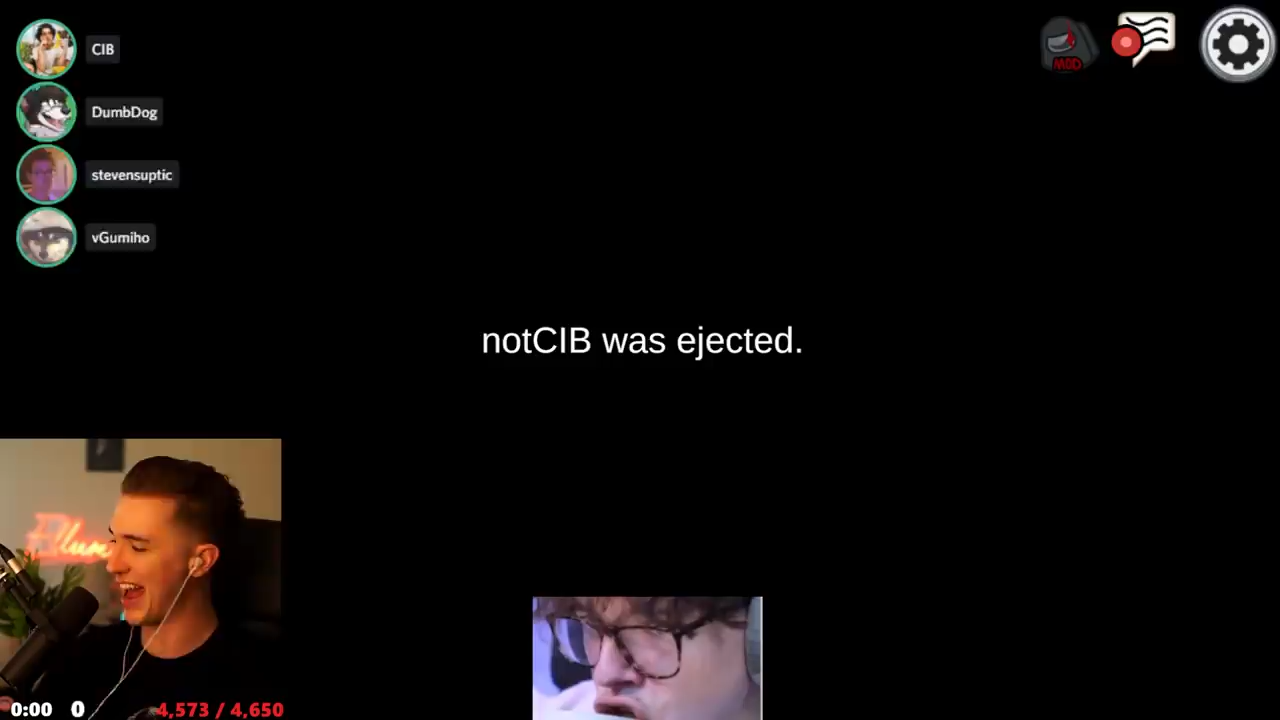 CIB
MOD
DumbDog
stevensuptic
vGumiho
notCIB was ejected.
0:00 0 4,573 / 4,650